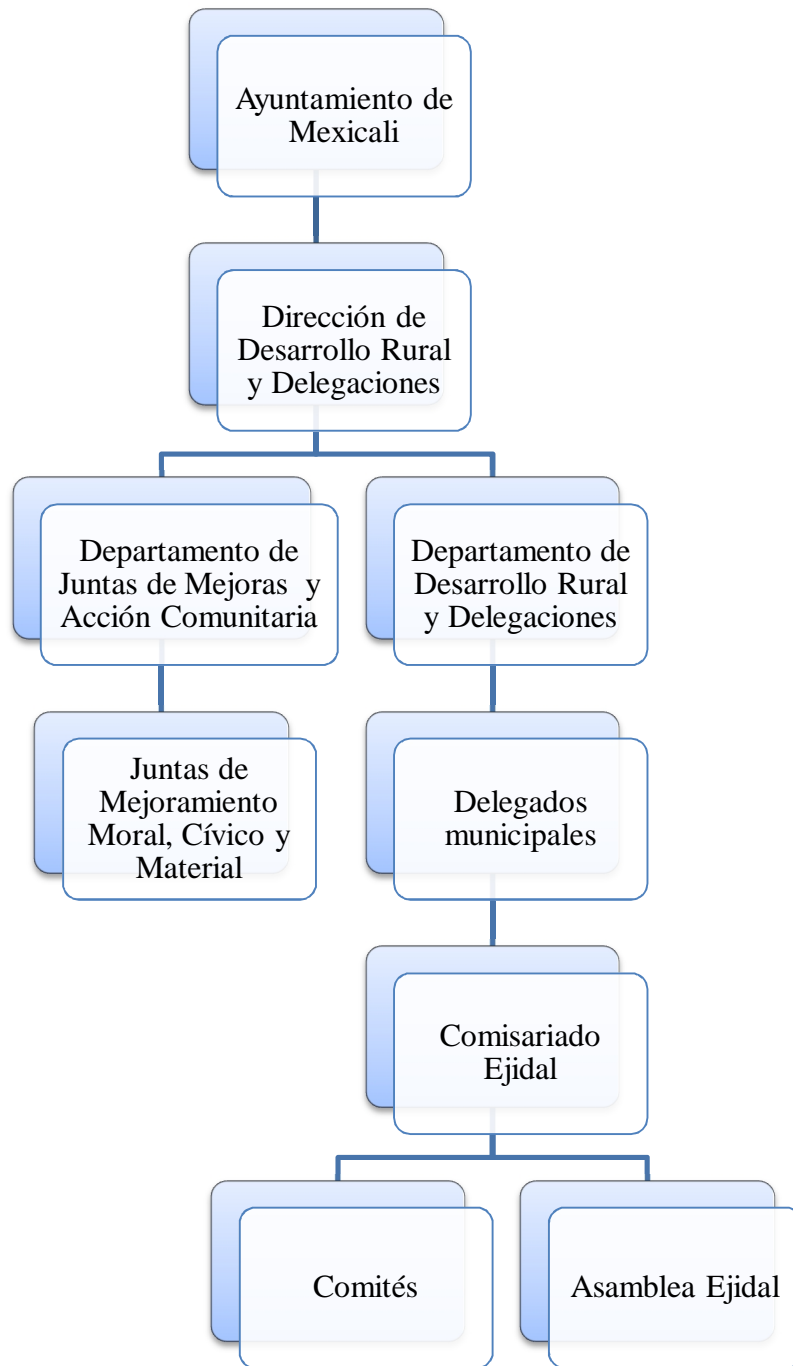 Ayuntamiento de
Mexicali
Dirección de
Desarrollo Rural
y Delegaciones
Departamento de
Juntas de Mejoras y
Acción Comunitaria
Departamento de
Desarrollo Rural
y Delegaciones
Juntas de
Mejoramiento
Moral, Cívico y
Material
Delegados
municipales
Comisariado
Ejidal
Comités
Asamblea Ejidal